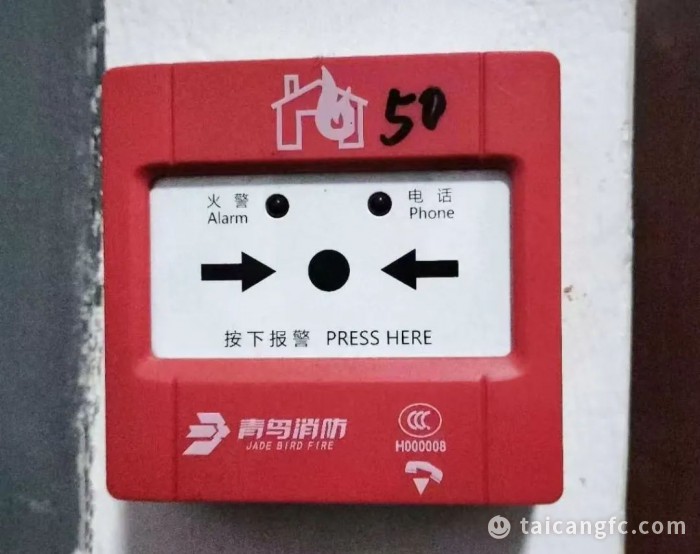 50
火警 电话
Alarm Phone
按下报警 PRESS HERE
青鸟消防
JADE BIRD FIRE
CCC
H000008
taicangfc.com